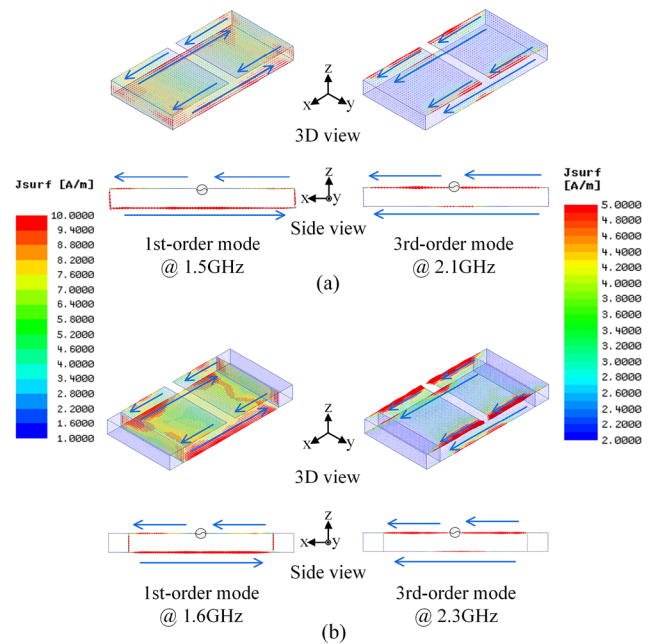 z
x y
3D view
Jsurf [A/m]
10.0000
9.4000
8.8000
8.2000
7.6000
7.0000
6.4000
5.8000
5.2000
4.6000
4.0000
3.4000
2.8000
2.2000
1.6000
1.0000
z
x y
Side view
1st-order mode
@ 1.5GHz
3rd-order mode
@ 2.1GHz
(a)
Jsurf
[A/m]
5.0000
4.8000
4.6000
4.4000
4.2000
4.0000
3.8000
3.6000
3.4000
3.2000
3.0000
2.8000
2.6000
2.4000
2.2000
2.0000
z
x y
3D view
z
x y
Side view
1st-order mode
@ 1.6GHz
3rd-order mode
@ 2.3GHz
(b)